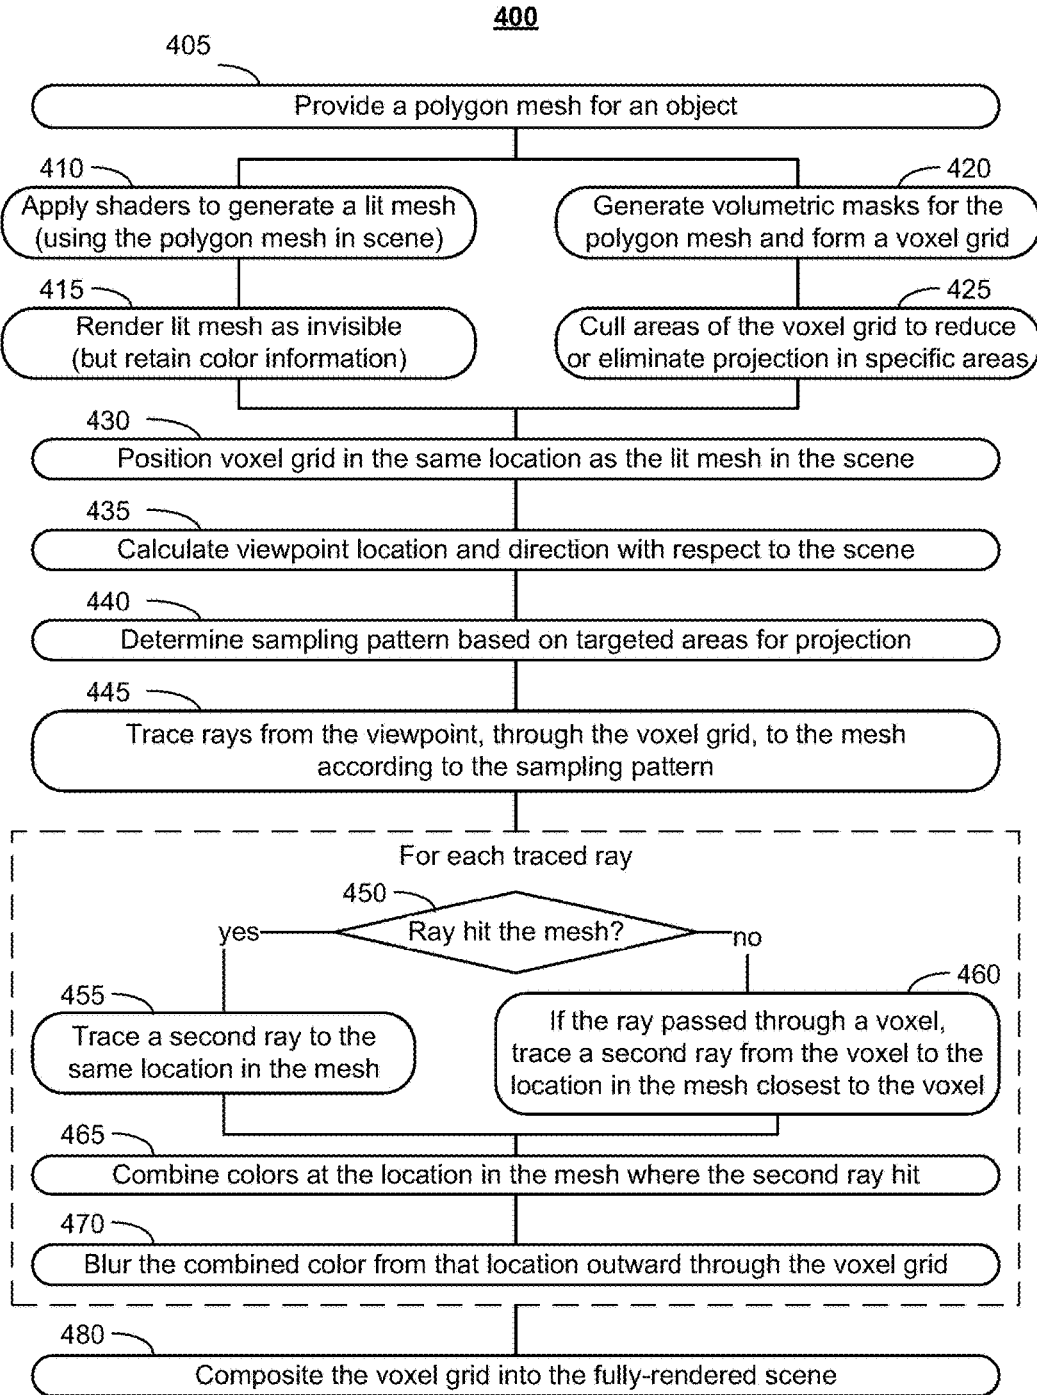 400
405
Provide a polygon mesh for an object
410
Apply shaders to generate a lit mesh
(using the polygon mesh in scene)
420
Generate volumetric masks for the
polygon mesh and form a voxel grid
415
Render lit mesh as invisible
(but retain color information)
425
Cull areas of the voxel grid to reduce
or eliminate projection in specific areas
430
Position voxel grid in the same location as the lit mesh in the scene
435
Calculate viewpoint location and direction with respect to the scene
440
Determine sampling pattern based on targeted areas for projection
445
Trace rays from the viewpoint, through the voxel grid, to the mesh
according to the sampling pattern
For each traced ray
450
Ray hit the mesh?
yes
no
455
Trace a second ray to the
same location in the mesh
460
If the ray passed through a voxel,
trace a second ray from the voxel to the
location in the mesh closest to the voxel
465
Combine colors at the location in the mesh where the second ray hit
470
Blur the combined color from that location outward through the voxel grid
480
Composite the voxel grid into the fully-rendered scene